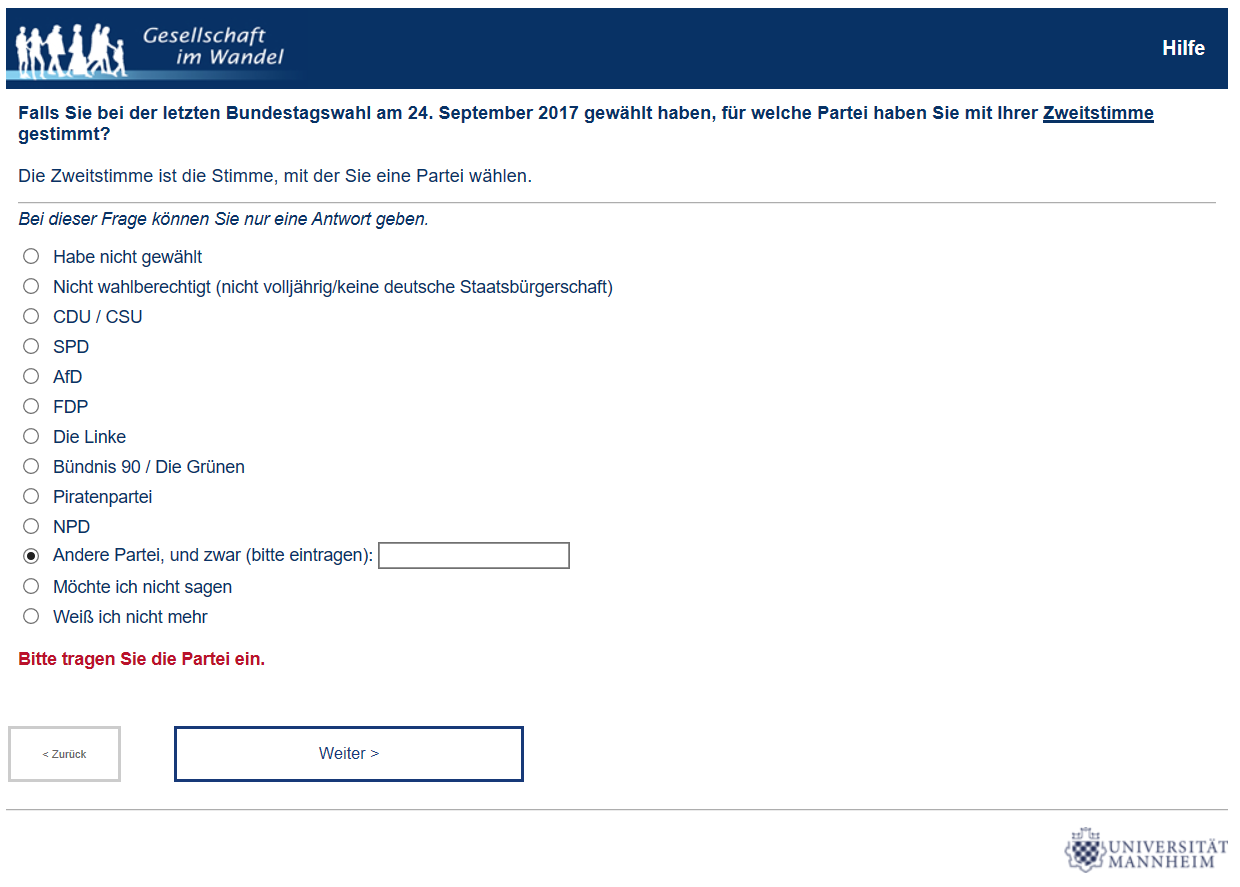 Gesellschaft
im Wandel
Hilfe
Falls Sie bei der letzten Bundestagswahl am 24. September 2017 gewählt haben, für welche Partei haben Sie mit Ihrer Zweitstimme
gestimmt?
Die Zweitstimme ist die Stimme, mit der Sie eine Partei wählen.
Bei dieser Frage können Sie nur eine Antwort geben.
Habe nicht gewählt
Nicht wahlberechtigt (nicht volljährig/keine deutsche Staatsbürgerschaft)
CDU / CSU
SPD
AfD
FDP
Die Linke
Bündnis 90 / Die Grünen
Piratenpartei
NPD
Andere Partei, und zwar (bitte eintragen):
Möchte ich nicht sagen
Weiß ich nicht mehr
Bitte tragen Sie die Partei ein.
< Zurück
Weiter >
UNIVERSITÄT
MANNHEIM